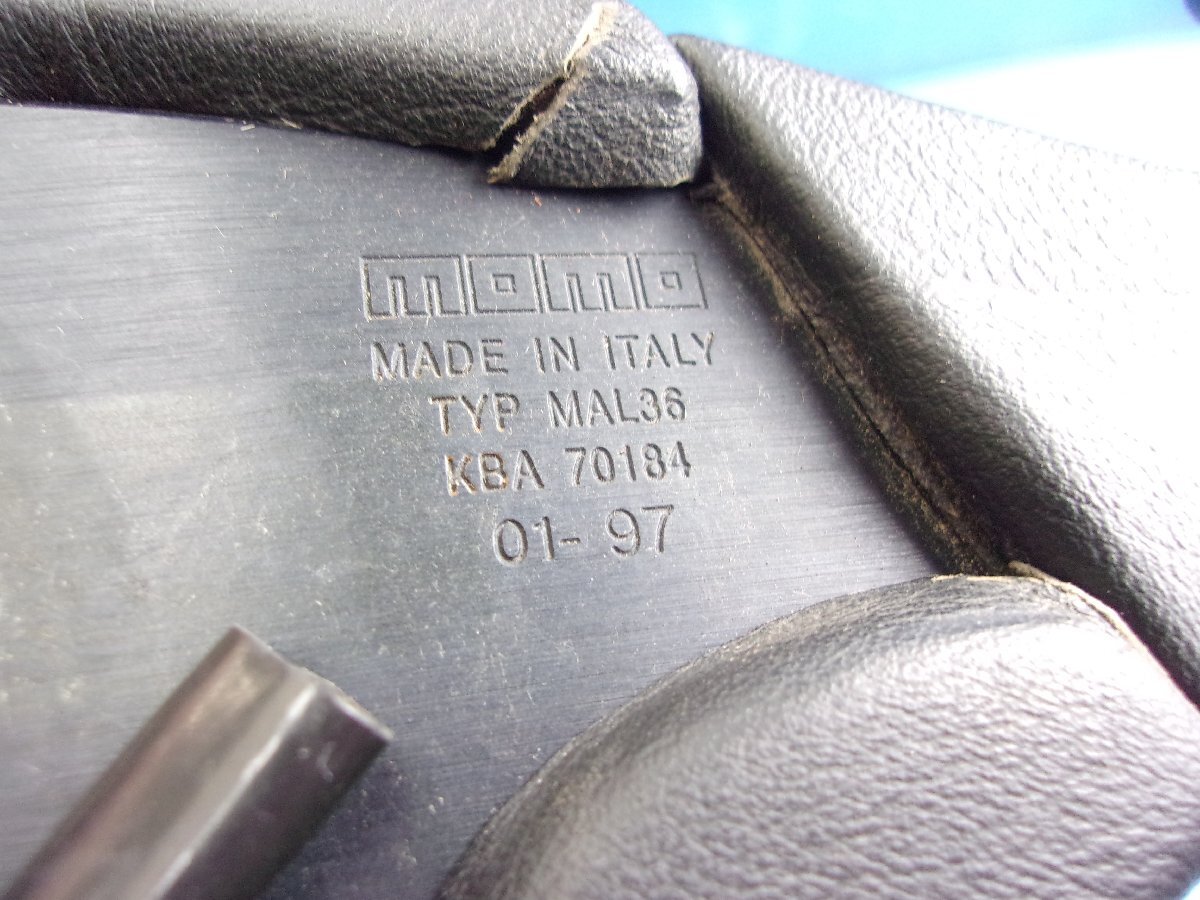 momo
MADE IN ITALY
TYP MAL36
KBA 70184
01-97